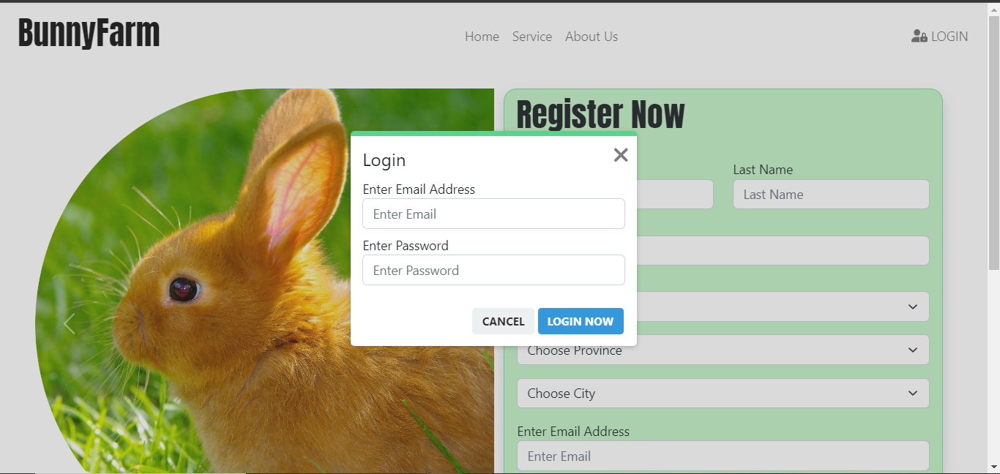 BunnyFarm
Home Service About Us
LOGIN
Register Now
Last Name
Last Name
Login
Enter Email Address
Enter Email
Enter Password
Enter Password
CANCEL LOGIN NOW
Choose Province
Choose City
Enter Email Address
Enter Email